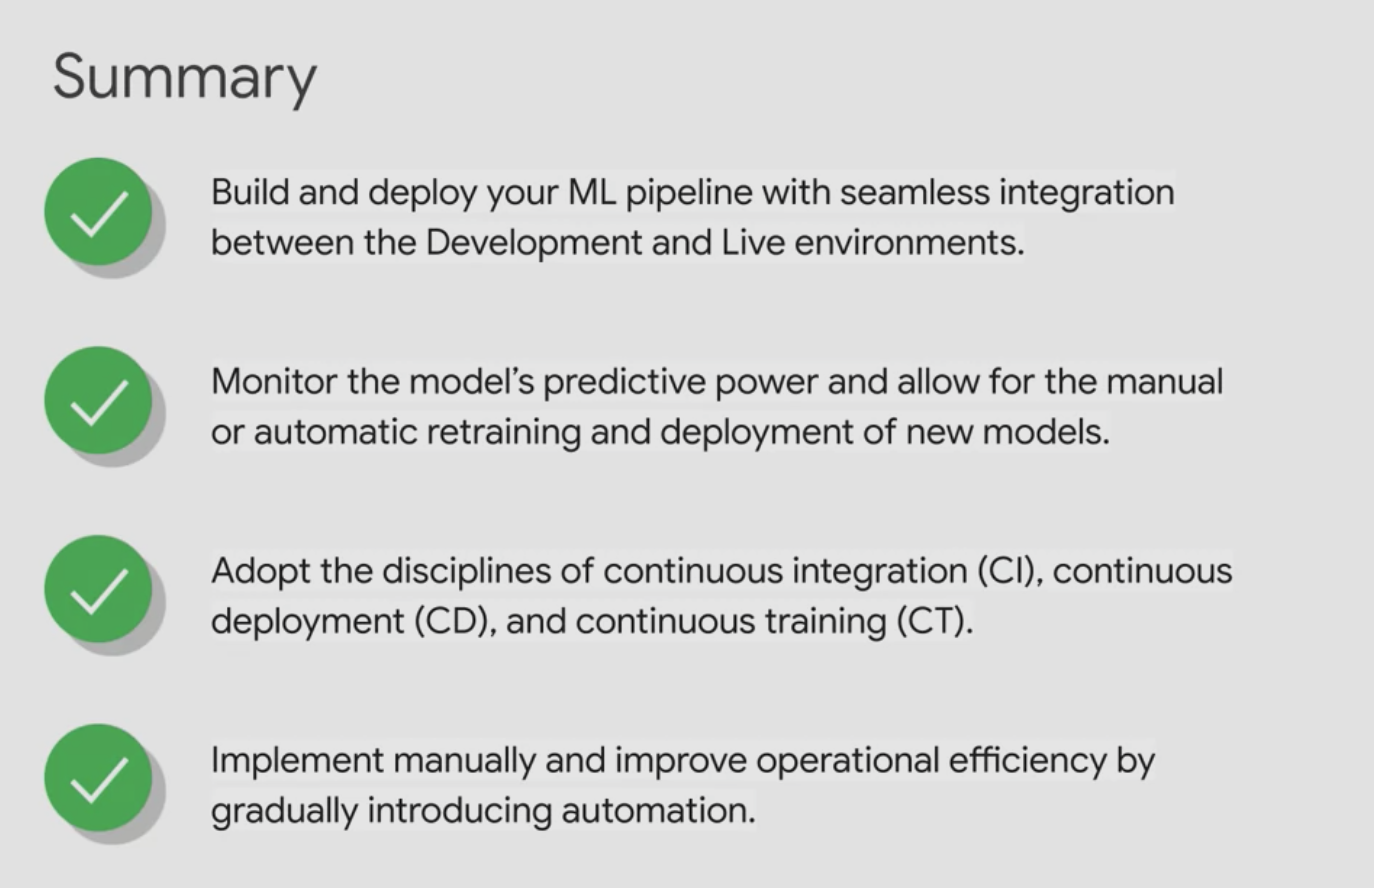 Summary
Build and deploy your ML pipeline with seamless integration
between the Development and Live environments.
Monitor the model’s predictive power and allow for the manual
or automatic retraining and deployment of new models.
Adopt the disciplines of continuous integration (CI), continuous
deployment (CD), and continuous training (CT).
Implement manually and improve operational efficiency by
gradually introducing automation.